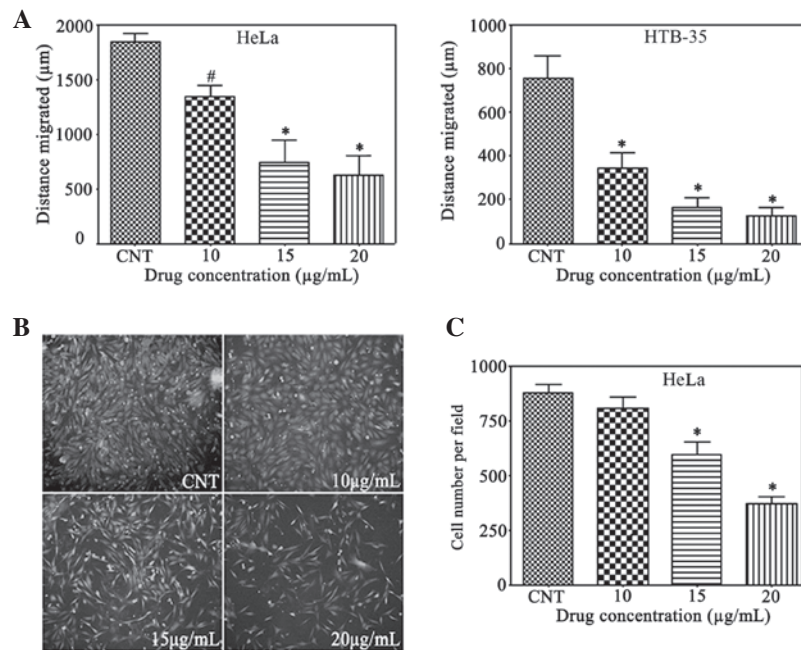 A
HeLa
Distance migrated (µm)
2000
1500
1000
500
0
#
*
*
CNT 10 15 20
Drug concentration (µg/mL)
HTB-35
Distance migrated (µm)
800
600
400
200
0
*
*
*
CNT 10 15 20
Drug concentration (µg/mL)
B
CNT
10µg/mL
15µg/mL
20µg/mL
C
HeLa
Cell number per field
1000
750
500
250
0
*
*
CNT 10 15 20
Drug concentration (µg/mL)